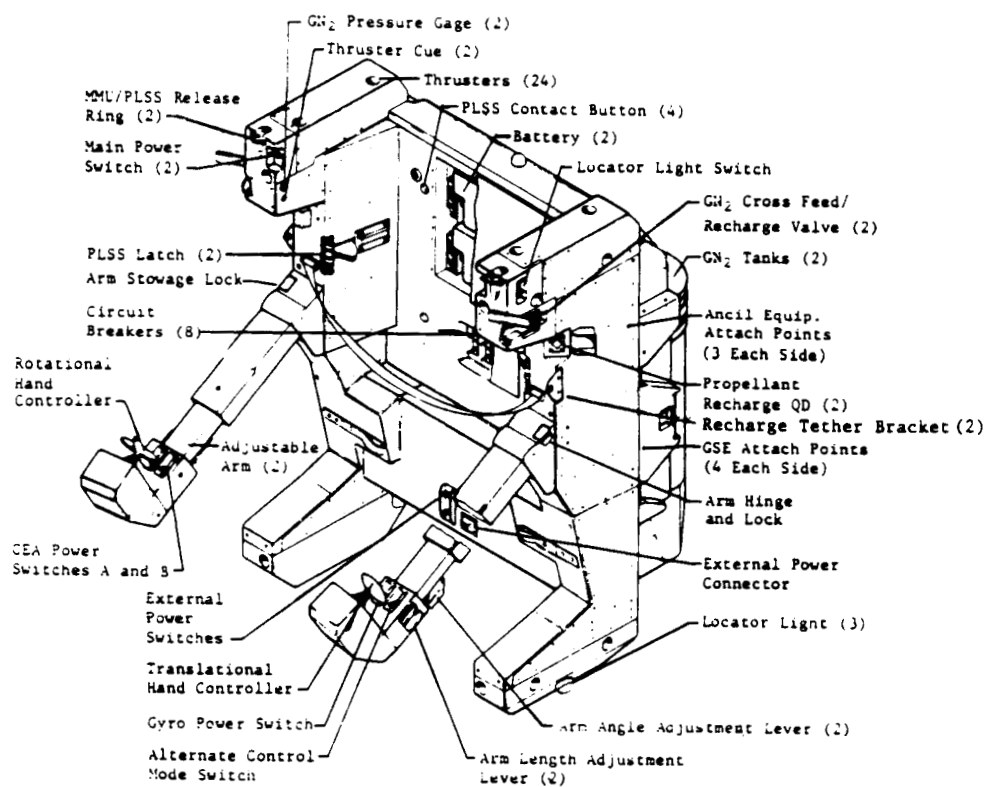 GN₂ Pressure Gage (2)
Thruster Cue (2)
Thrusters (24)
MMU/PLSS Release
Ring (2)
PLSS Contact Button (4)
Battery (2)
Main Power
Switch (2)
Locator Light Switch
GN₂ Cross Feed/
Recharge Valve (2)
PLSS Latch (2)
GN₂ Tanks (2)
Arm Stowage Lock
Circuit
Breakers (8)
Ancil Equip.
Attach Points
(3 Each Side)
Rotational
Hand
Controller
Propellant
Recharge QD (2)
Recharge Tether Bracket (2)
Adjustable
Arm (2)
GSE Attach Points
(4 Each Side)
Arm Hinge
and Lock
CEA Power
Switches A and B
External Power
Connector
External
Power
Switches
Locator Light (3)
Translational
Hand Controller
Gyro Power Switch
Arm Angle Adjustment Lever (2)
Alternate Control
Mode Switch
Arm Length Adjustment
Lever (2)